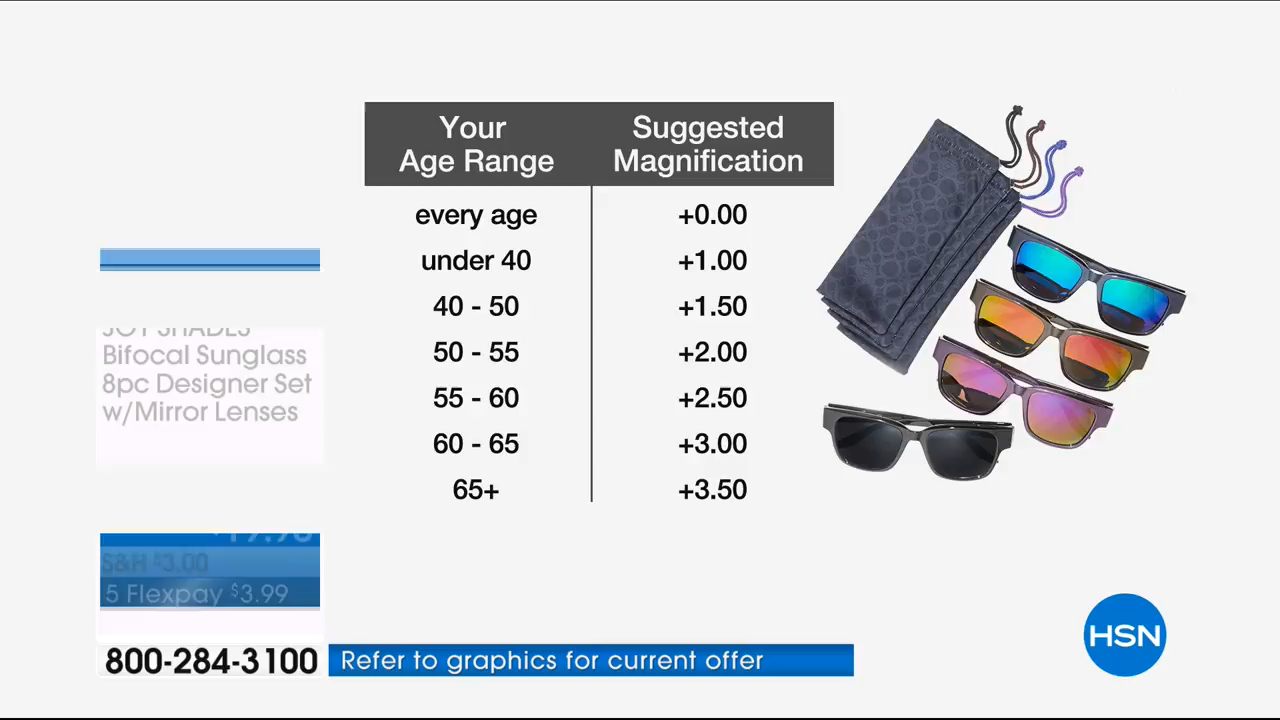 Your Age Range
Suggested Magnification
every age +0.00
under 40 +1.00
40 - 50 +1.50
50 - 55 +2.00
55 - 60 +2.50
60 - 65 +3.00
65+ +3.50
JOY SHADES
Bifocal Sunglass
8pc Designer Set
w/Mirror Lenses
S&H $3.00
5 Flexpay $3.99
800-284-3100
Refer to graphics for current offer
HSN